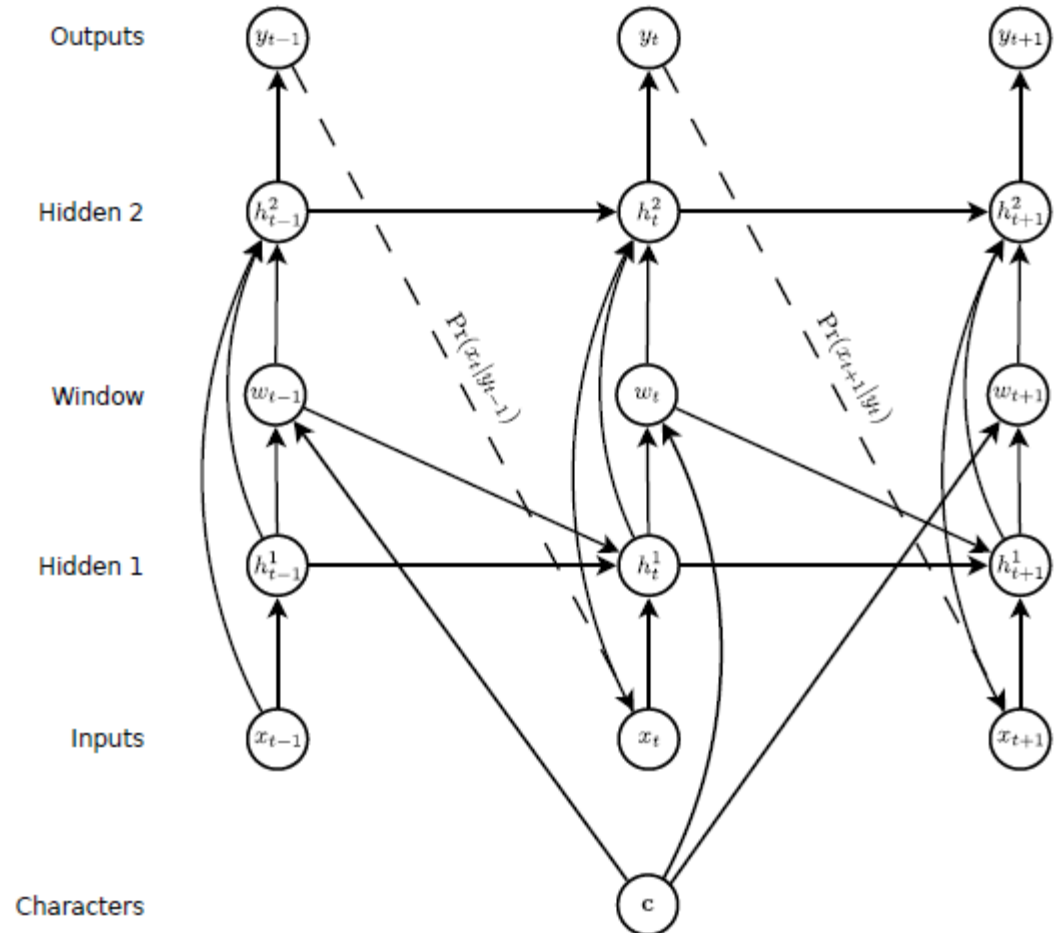 Outputs y_{t−1} y_t y_{t+1}
Hidden 2 h^2_{t−1} h^2_t h^2_{t+1}
Pr(x_t|y_{t−1}) Pr(x_{t+1}|y_t)
Window w_{t−1} w_t w_{t+1}
Hidden 1 h^1_{t−1} h^1_t h^1_{t+1}
Inputs x_{t−1} x_t x_{t+1}
Characters c